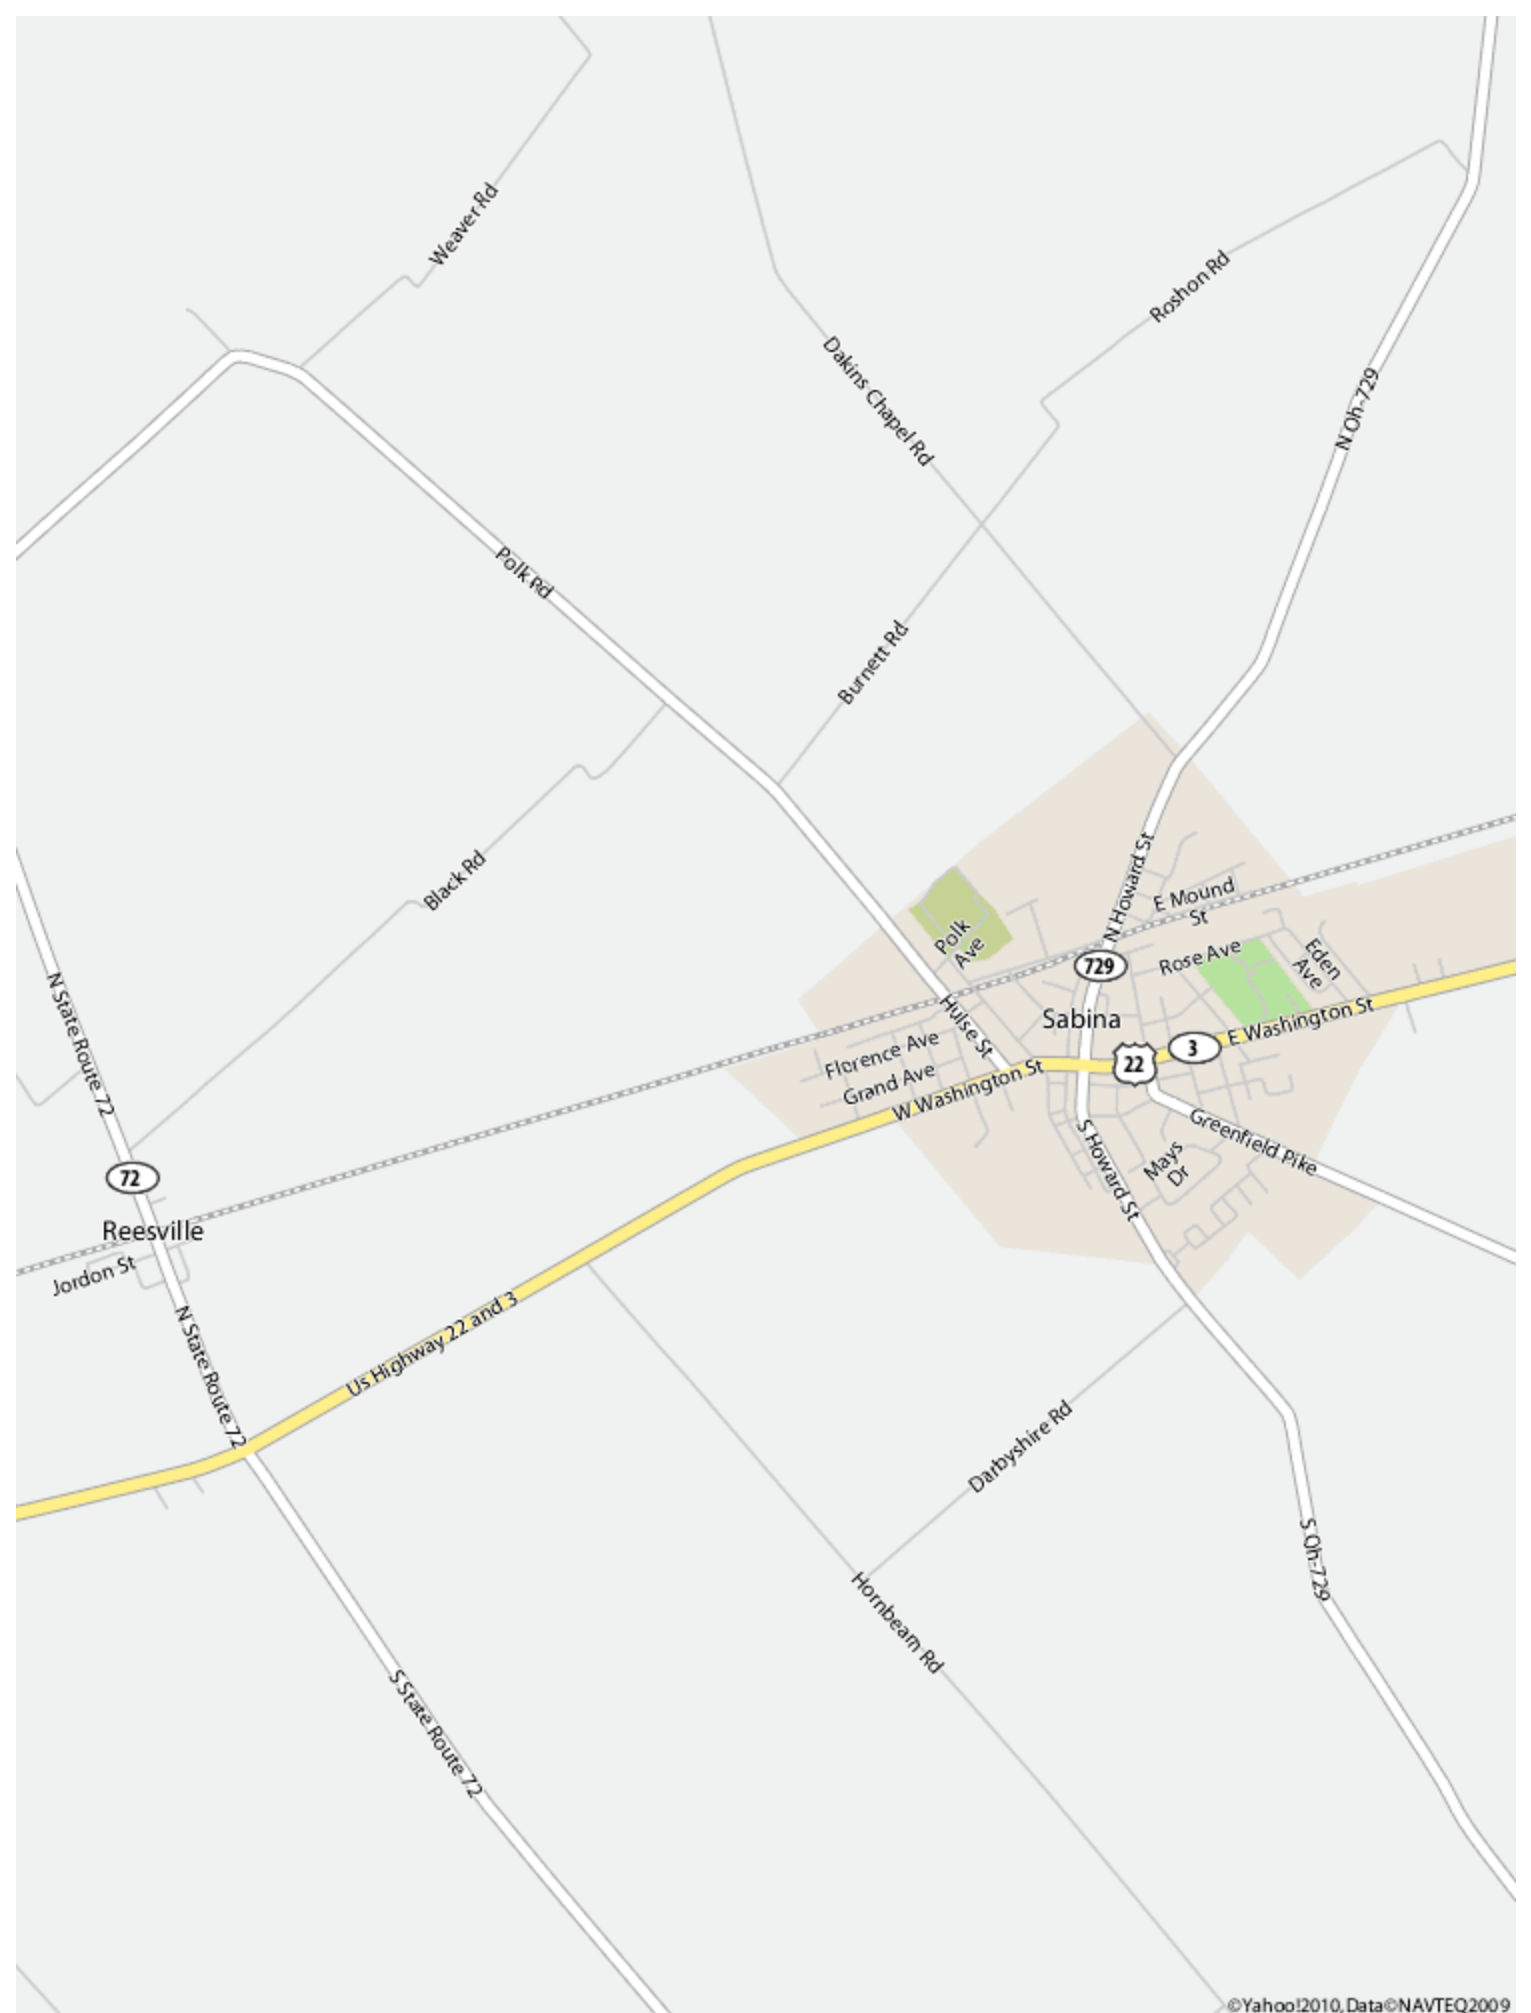 Weaver Rd
Roshon Rd
Dakins Chapel Rd
N Oh-729
Polk Rd
Burnett Rd
Black Rd
N Howard St
E Mound
St
Polk
Ave
729
Rose Ave
Eden
Ave
N State Route 72
Hulse St
Sabina
Florence Ave
Grand Ave
22
3
E Washington St
W Washington St
Greenfield Pike
S Howard St
Mays
Dr
72
Reesville
Jordon St
N State Route 72
Us Highway 22 and 3
Darbyshire Rd
S Oh-729
Hornbeam Rd
S State Route 72
©Yahoo!2010, Data©NAVTEQ2009